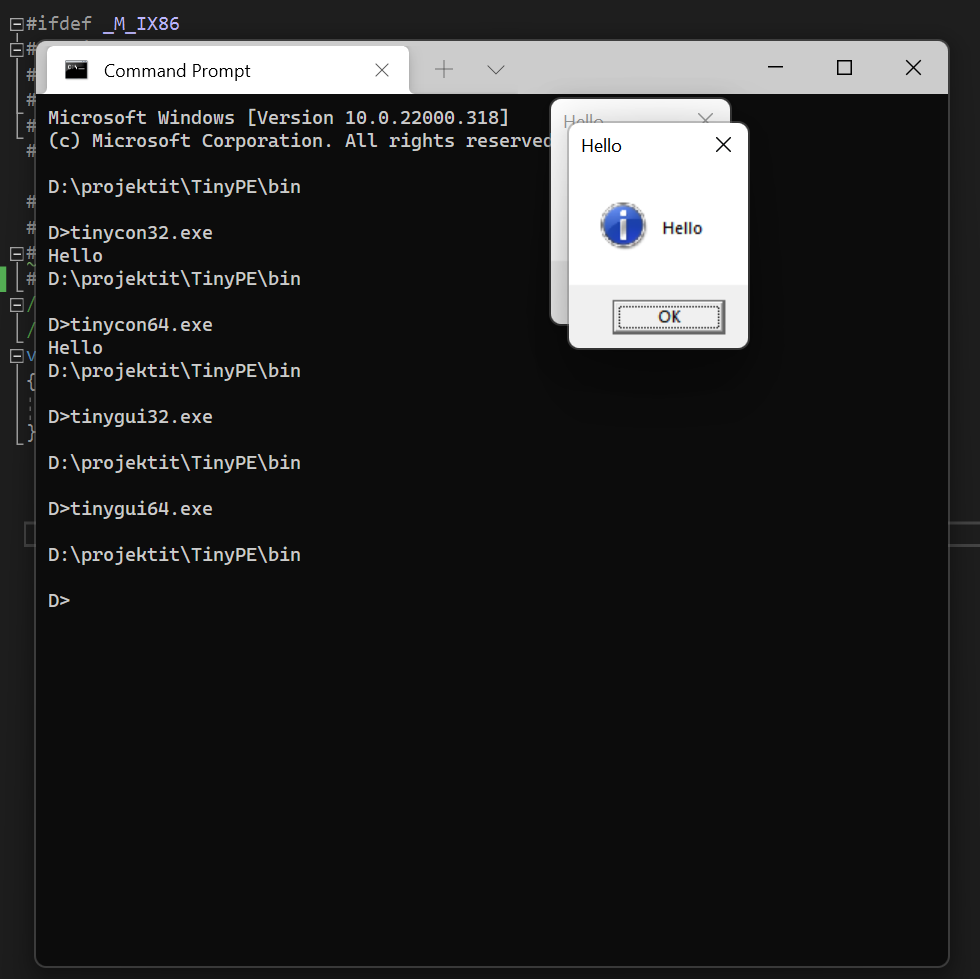 #ifdef _M_IX86
Command Prompt
Microsoft Windows [Version 10.0.22000.318]
(c) Microsoft Corporation. All rights reserved
Hello
Hello
Hello
OK
D:\projektit\TinyPE\bin
D>tinycon32.exe
Hello
D:\projektit\TinyPE\bin
D>tinycon64.exe
Hello
D:\projektit\TinyPE\bin
D>tinygui32.exe
D:\projektit\TinyPE\bin
D>tinygui64.exe
D:\projektit\TinyPE\bin
D>